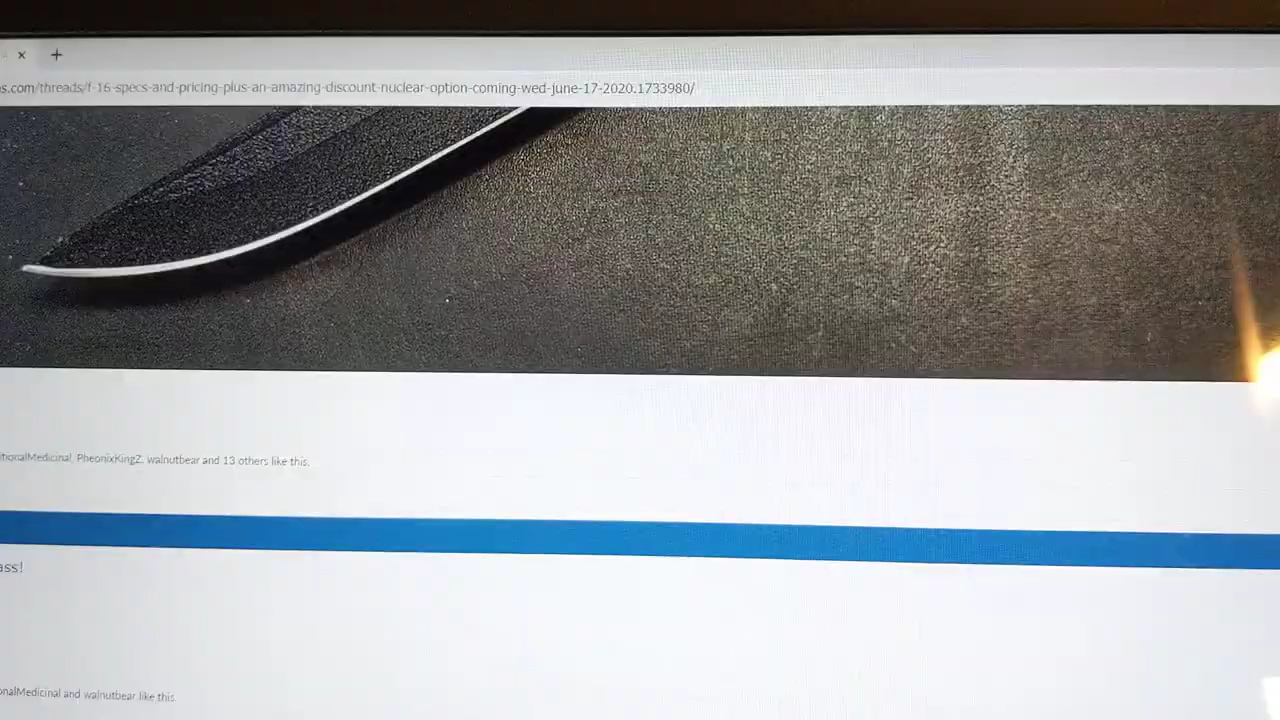 s.com/threads/f-16-specs-and-pricing-plus-an-amazing-discount-nuclear-option-coming-wed-june-17-2020.1733980/
itionalMedicinal, PheonixKingZ, walnutbear and 13 others like this.
ass!
onalMedicinal and walnutbear like this.